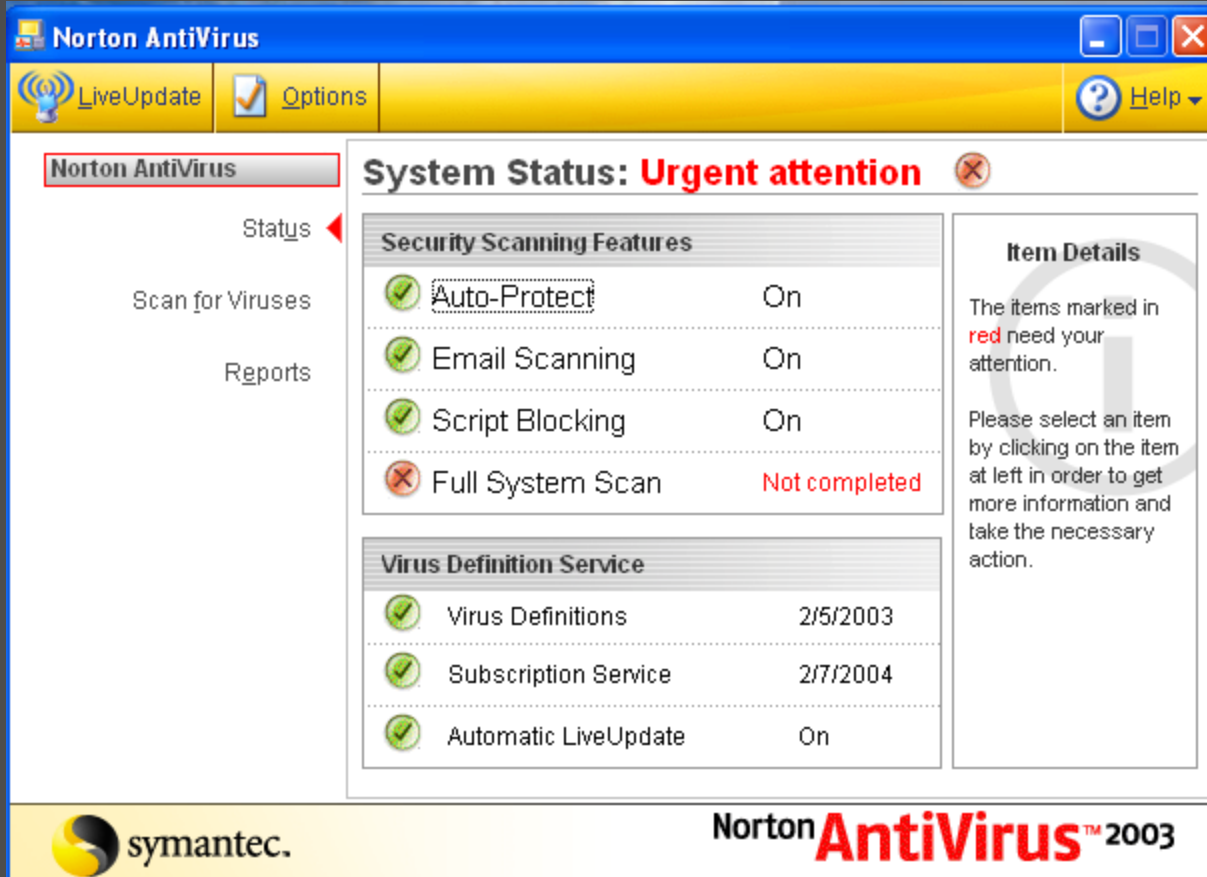 Norton AntiVirus
LiveUpdate Options Help
Norton AntiVirus
Status
Scan for Viruses
Reports
System Status: Urgent attention
Security Scanning Features
Auto-Protect On
Email Scanning On
Script Blocking On
Full System Scan Not completed
Virus Definition Service
Virus Definitions 2/5/2003
Subscription Service 2/7/2004
Automatic LiveUpdate On
Item Details
The items marked in
red need your
attention.
Please select an item
by clicking on the item
at left in order to get
more information and
take the necessary
action.
symantec.
Norton AntiVirus™ 2003